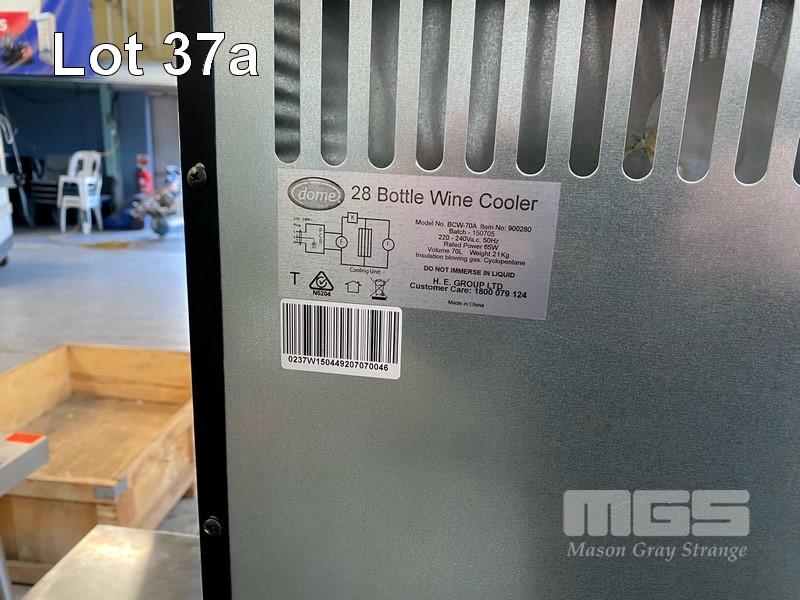 Lot 37a
dome 28 Bottle Wine Cooler
Model No. BCW-70A Item No: 900280
Batch - 150705
220 - 240Va.c. 50Hz
Rated Power 65W
Volume 70L Weight 21Kg
Insulation blowing gas: Cyclopentane
DO NOT IMMERSE IN LIQUID
H. E. GROUP LTD
Customer Care: 1800 079 124
Made in China
Cooling Unit
T
N6204
0237W150449207070046
MGS
Mason Gray Strange